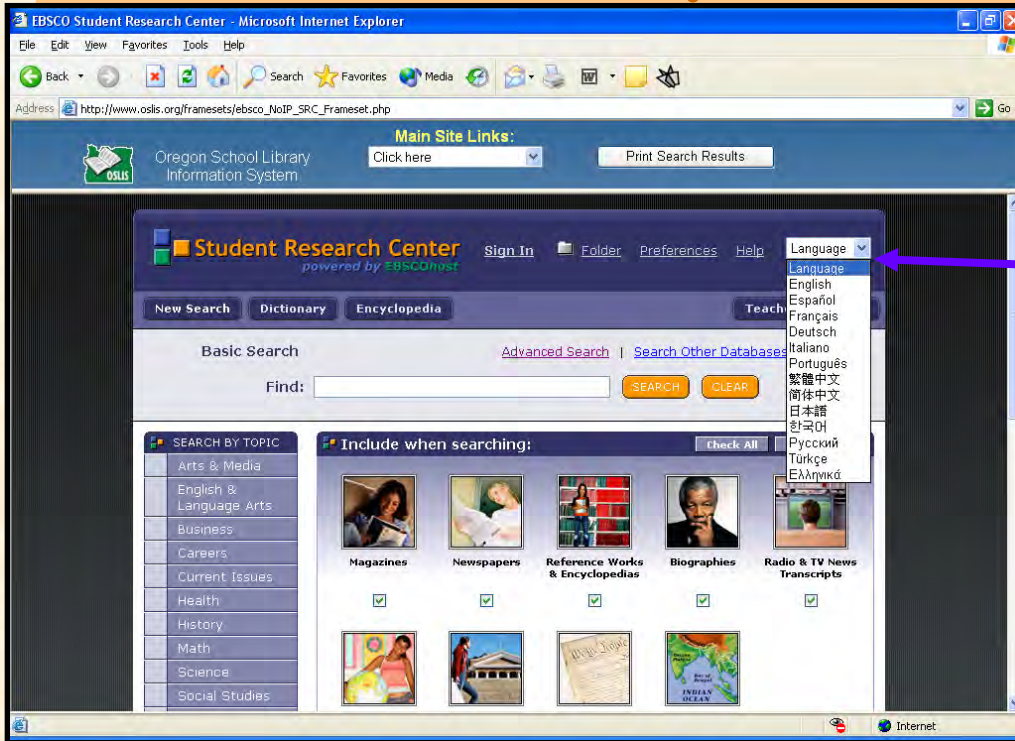 EBSCO Student Research Center - Microsoft Internet Explorer
File Edit View Favorites Tools Help
Back Search Favorites Media
Address http://www.oslis.org/framesets/ebsco_NoIP_SRC_Frameset.php Go
Main Site Links:
OSLIS
Oregon School Library
Information System
Click here
Print Search Results
Student Research Center
powered by EBSCOhost
Sign In Folder Preferences Help Language
Language
English
Español
Français
Deutsch
Italiano
Português
繁體中文
简体中文
日本語
한국어
Русский
Türkçe
Ελληνικά
New Search Dictionary Encyclopedia
Basic Search Advanced Search | Search Other Databases
Find: SEARCH CLEAR
SEARCH BY TOPIC
Arts & Media
English &
Language Arts
Business
Careers
Current Issues
Health
History
Math
Science
Social Studies
Include when searching: Check All
Magazines
Newspapers
Reference Works
& Encyclopedias
Biographies
Radio & TV News
Transcripts
INDIAN
OCEAN
Internet